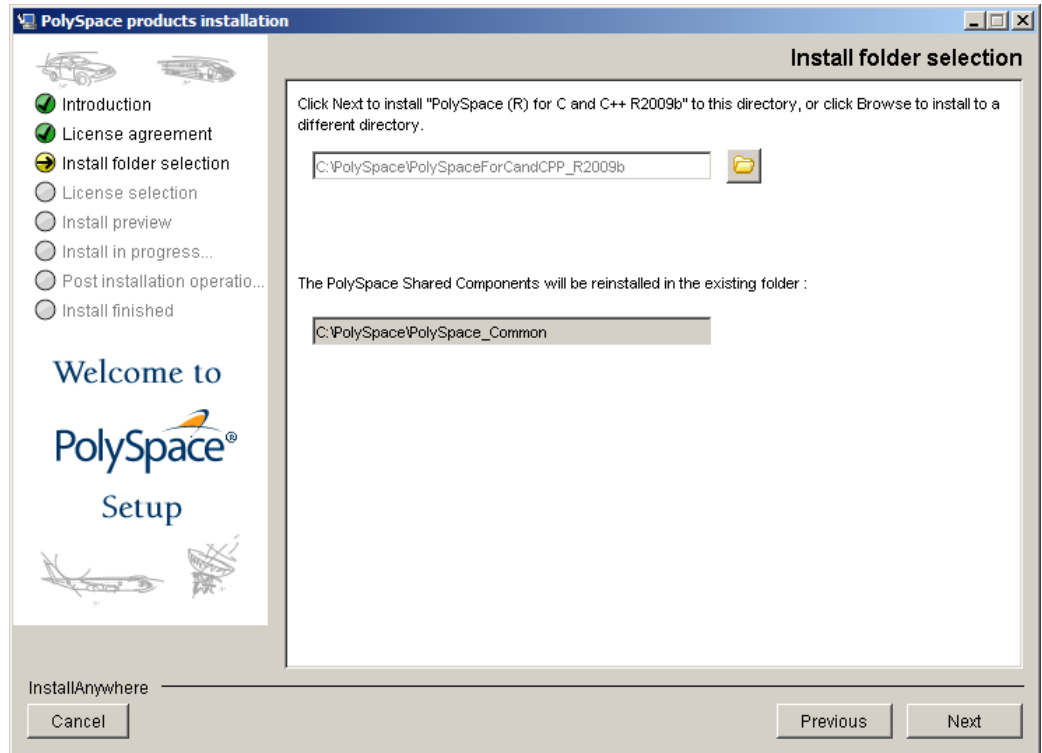 PolySpace products installation
Install folder selection
Introduction
License agreement
Install folder selection
License selection
Install preview
Install in progress...
Post installation operatio...
Install finished
Welcome to
PolySpace®
Setup
Click Next to install "PolySpace (R) for C and C++ R2009b" to this directory, or click Browse to install to a
different directory.
C:\PolySpace\PolySpaceForCandCPP_R2009b
The PolySpace Shared Components will be reinstalled in the existing folder :
C:\PolySpace\PolySpace_Common
InstallAnywhere
Cancel
Previous
Next